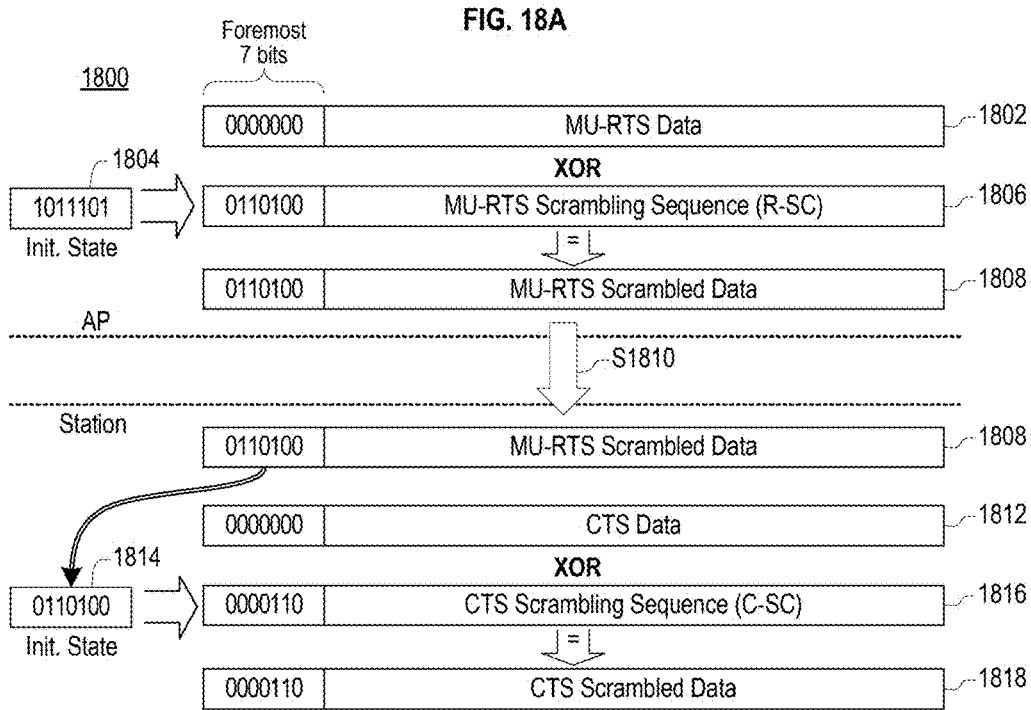 FIG. 18A
Foremost
7 bits
1800
0000000 MU-RTS Data 1802
XOR
1804
1011101 0110100 MU-RTS Scrambling Sequence (R-SC) 1806
Init. State
=
0110100 MU-RTS Scrambled Data 1808
AP
S1810
Station
0110100 MU-RTS Scrambled Data 1808
0000000 CTS Data 1812
XOR
1814
0110100 0000110 CTS Scrambling Sequence (C-SC) 1816
Init. State
=
0000110 CTS Scrambled Data 1818